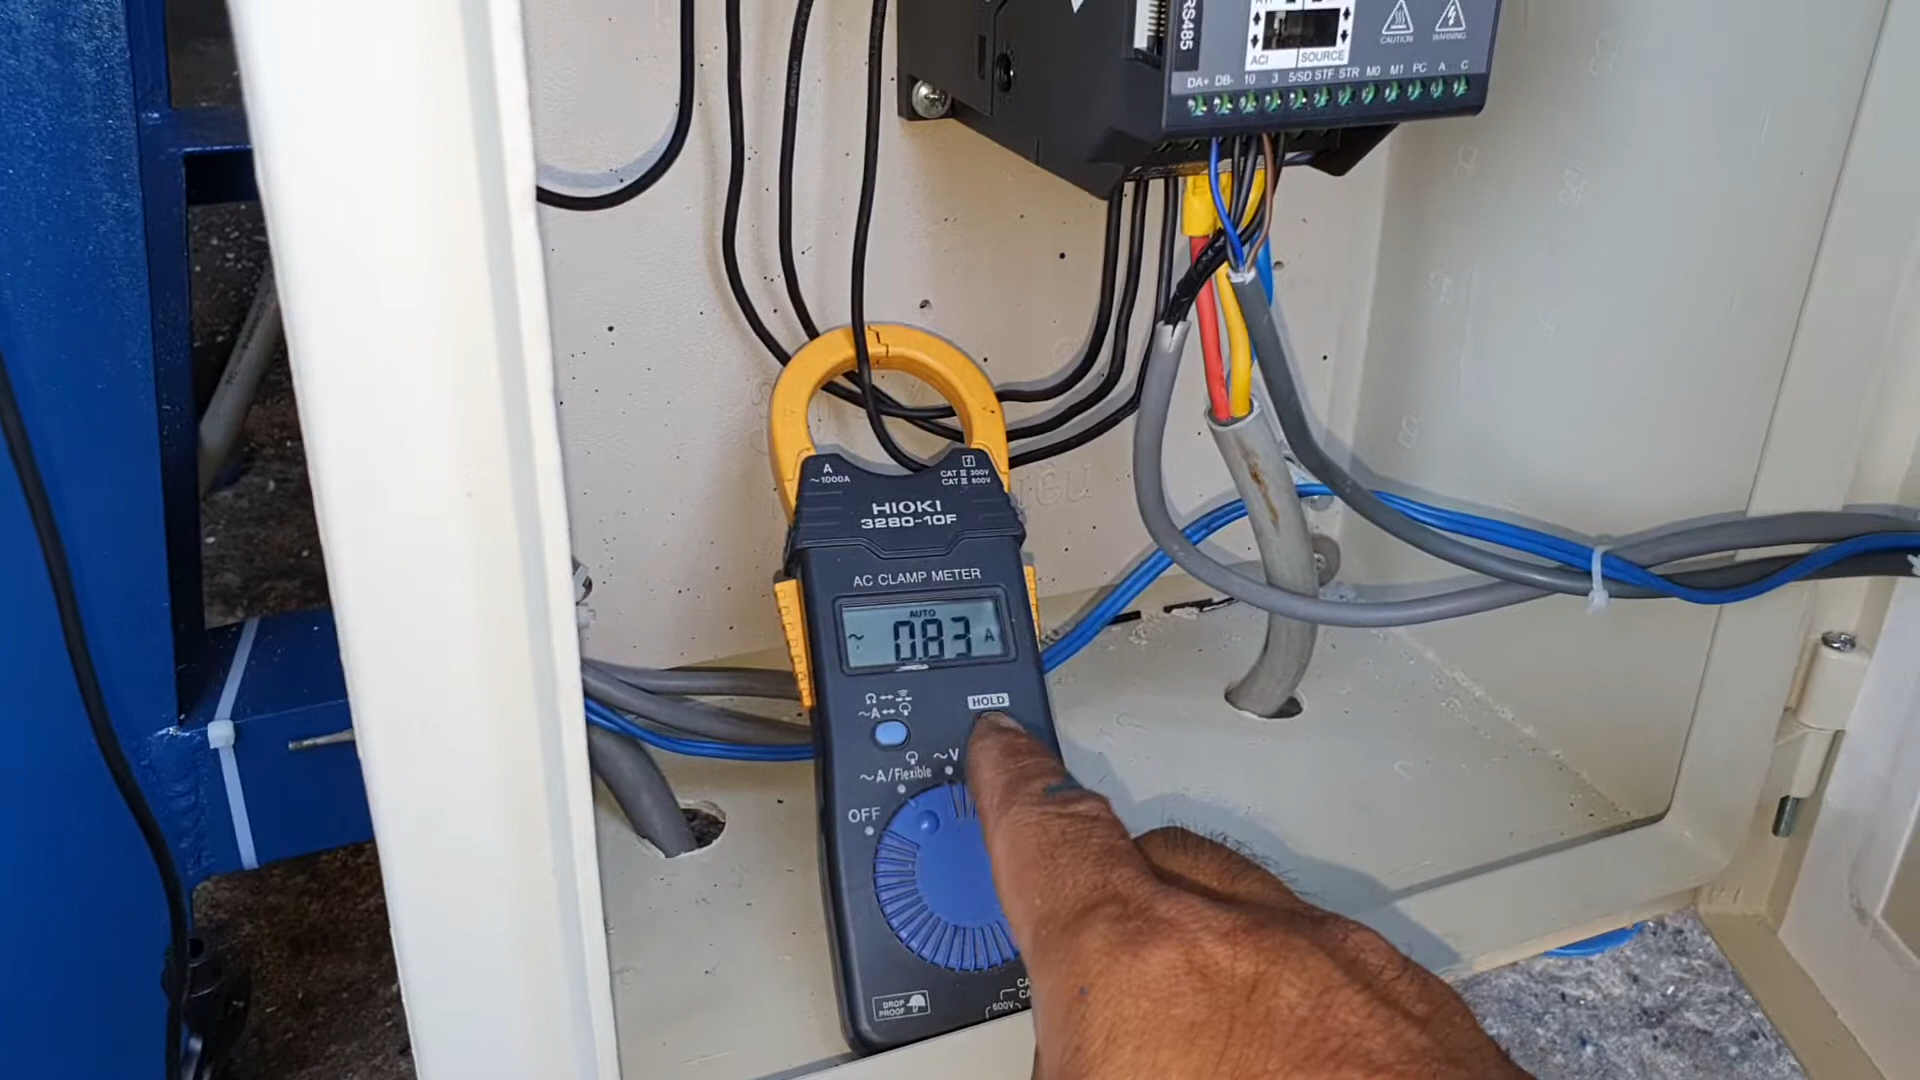 RS485
ACI
SOURCE
CAUTION
WARNING
DA+ DB- 10 3 5/SD STF STR M0 M1 PC A C
A
~1000A
CAT III 300V
CAT II 600V
HIOKI
3280-10F
AC CLAMP METER
AUTO
~ 0.83 A
Ω
~A
HOLD
~V
~A/Flexible
OFF
DROP
PROOF
600V